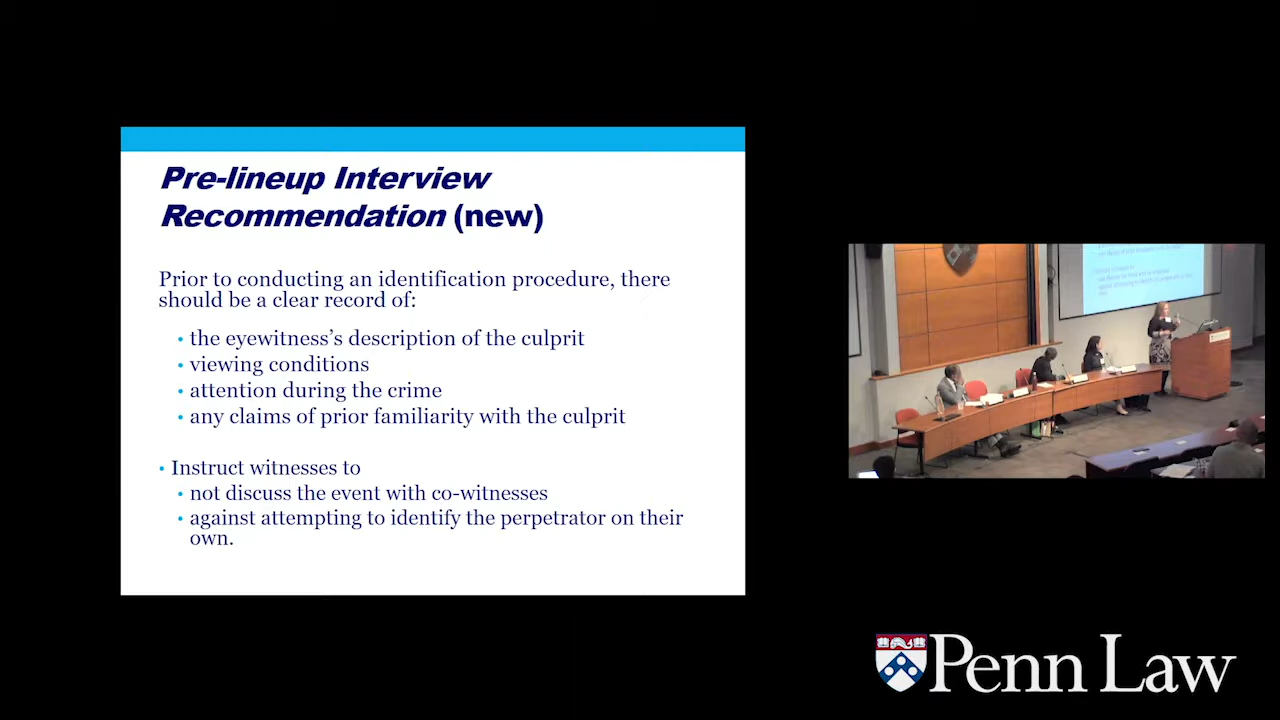 Pre-lineup Interview
Recommendation (new)
Prior to conducting an identification procedure, there
should be a clear record of:
• the eyewitness's description of the culprit
• viewing conditions
• attention during the crime
• any claims of prior familiarity with the culprit
• Instruct witnesses to
• not discuss the event with co-witnesses
• against attempting to identify the perpetrator on their
own.
Penn Law